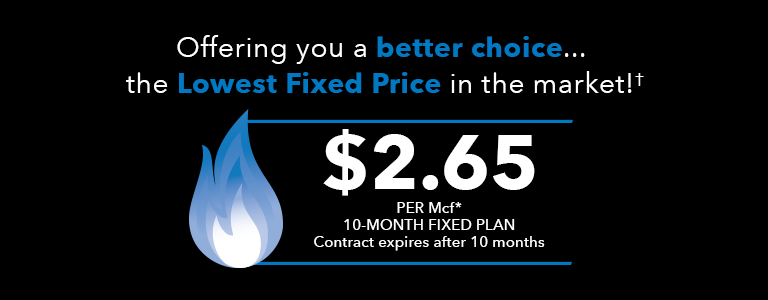 Offering you a better choice...
the Lowest Fixed Price in the market!†
$2.65
PER Mcf*
10-MONTH FIXED PLAN
Contract expires after 10 months